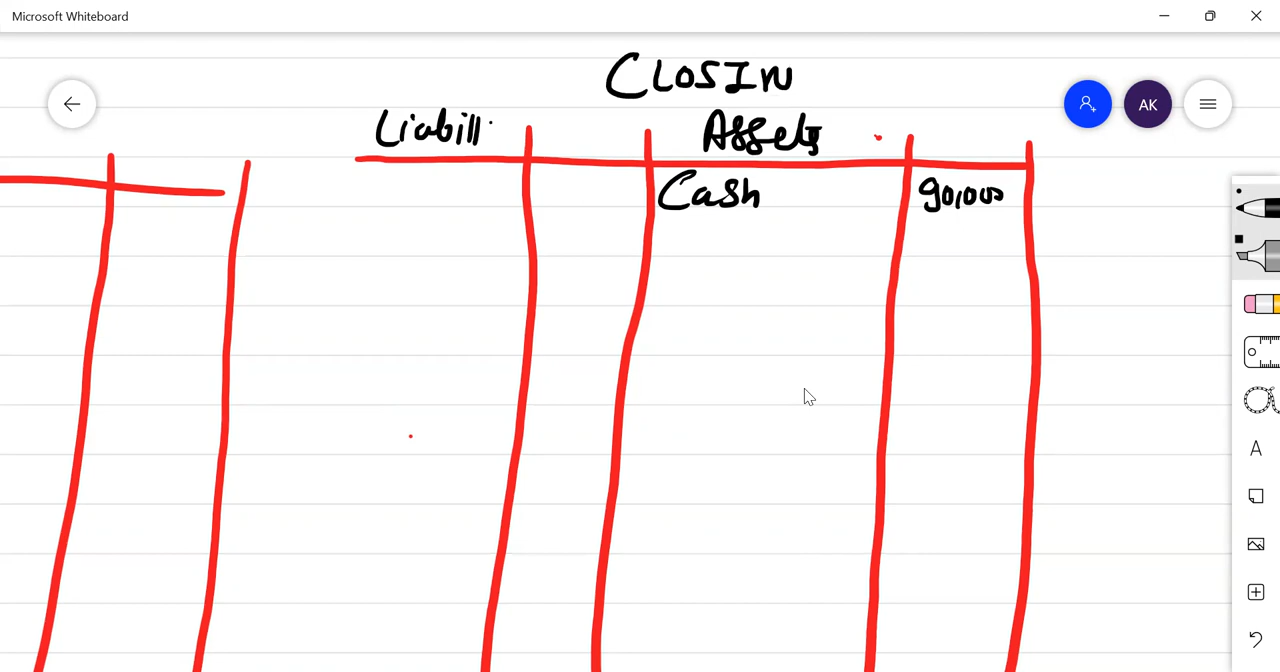 Microsoft Whiteboard
CLOSIN
AK
Liabill
Assets
Cash 90,000
A